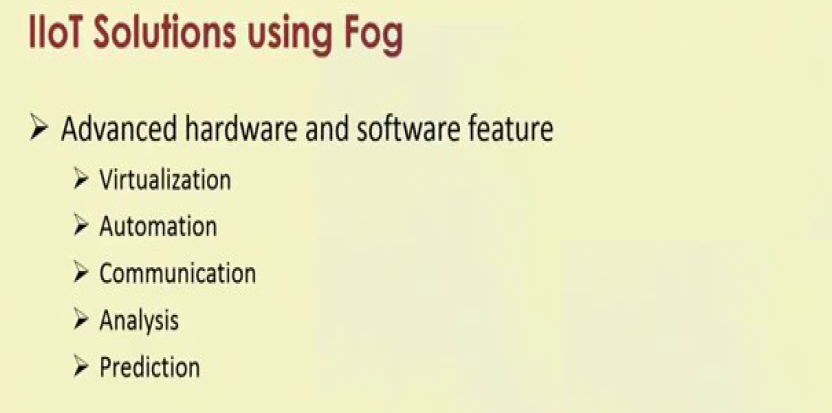 IIoT Solutions using Fog
➤ Advanced hardware and software feature
➤ Virtualization
➤ Automation
➤ Communication
➤ Analysis
➤ Prediction